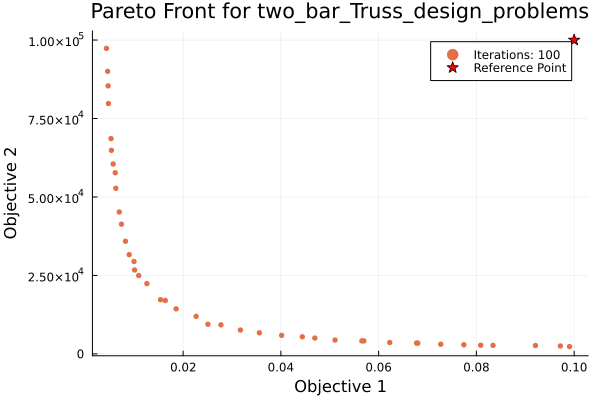 Pareto Front for two_bar_Truss_design_problems
Iterations: 100
Reference Point
Objective 2
1.00×10⁵
7.50×10⁴
5.00×10⁴
2.50×10⁴
0
0.02
0.04
0.06
0.08
0.10
Objective 1